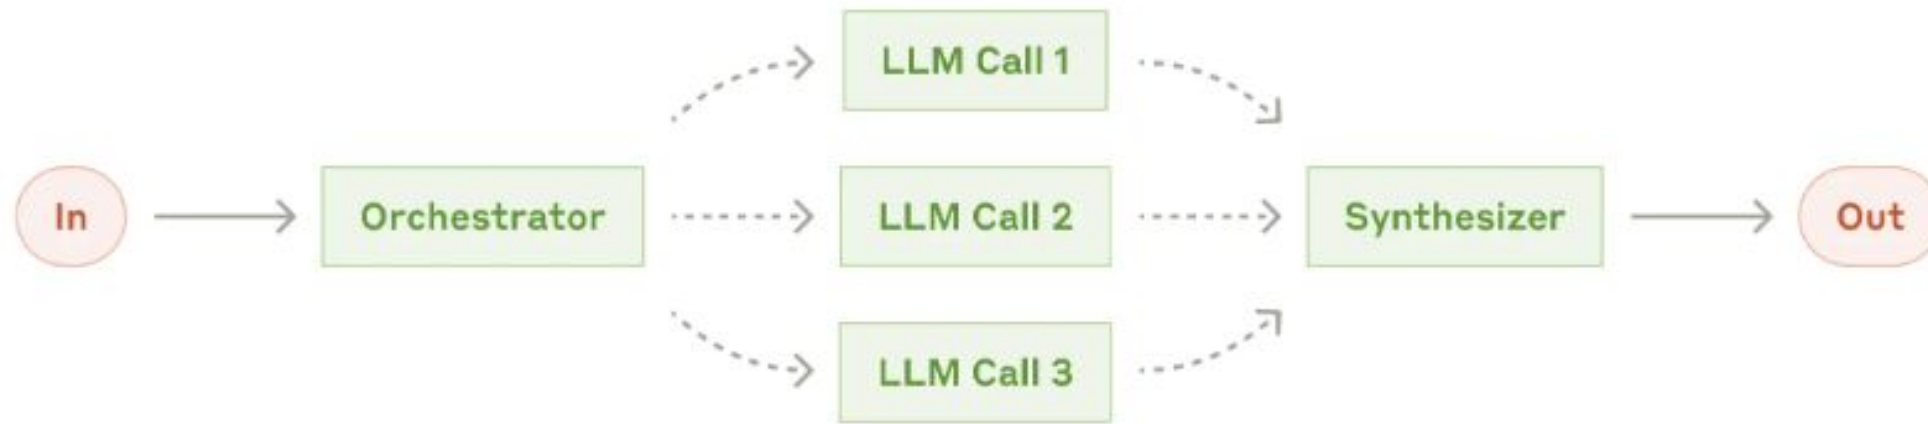 In
Orchestrator
LLM Call 1
LLM Call 2
LLM Call 3
Synthesizer
Out